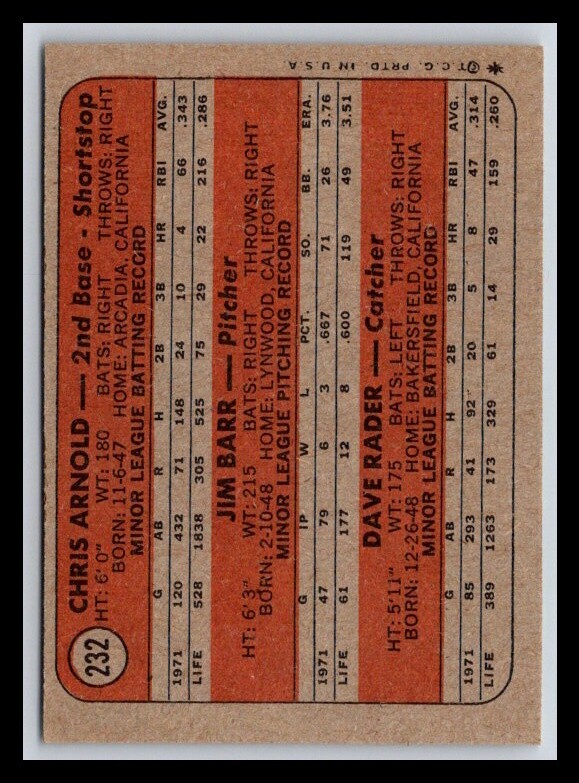 232
CHRIS ARNOLD — 2nd Base - Shortstop
HT: 6'0" WT: 180 BATS: RIGHT THROWS: RIGHT
BORN: 11-6-47 HOME: ARCADIA, CALIFORNIA
MINOR LEAGUE BATTING RECORD
G AB R H 2B 3B HR RBI AVG.
1971 120 432 71 148 24 10 4 66 .343
LIFE 528 1838 305 525 75 29 22 216 .286
JIM BARR — Pitcher
HT: 6'3" WT: 215 BATS: RIGHT THROWS: RIGHT
BORN: 2-10-48 HOME: LYNWOOD, CALIFORNIA
MINOR LEAGUE PITCHING RECORD
G IP W L PCT. SO. BB. ERA.
1971 47 79 6 3 .667 71 26 3.76
LIFE 61 177 12 8 .600 119 49 3.51
DAVE RADER — Catcher
HT: 5'11" WT: 175 BATS: LEFT THROWS: RIGHT
BORN: 12-26-48 HOME: BAKERSFIELD, CALIFORNIA
MINOR LEAGUE BATTING RECORD
G AB R H 2B 3B HR RBI AVG.
1971 85 293 41 92 20 5 8 47 .314
LIFE 389 1263 173 329 61 14 29 159 .260
* © T.C.G. PRTD. IN U.S.A